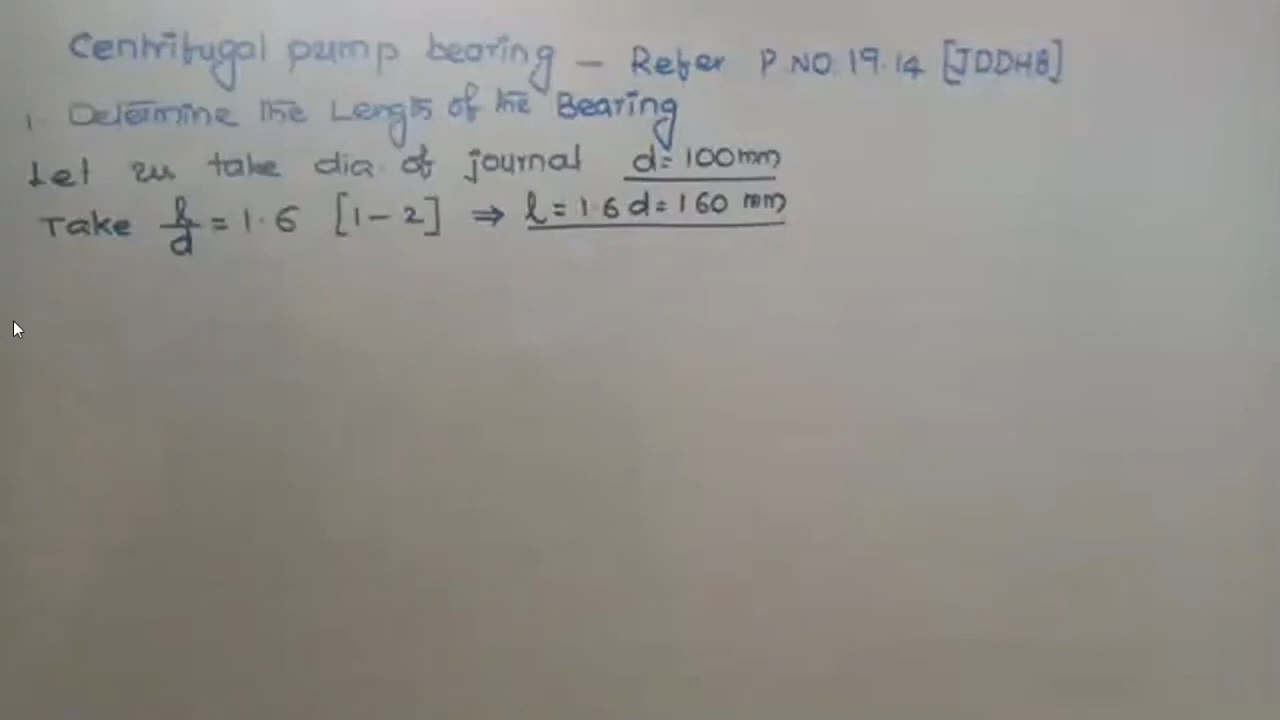 Centrifugal pump bearing – Refer P.NO 19.14 [JDDHB]
1. Determine the Length of the Bearing
Let us take dia. of journal d = 100mm
Take l/d = 1.6 [1-2] ⇒ l = 1.6 d = 160 mm